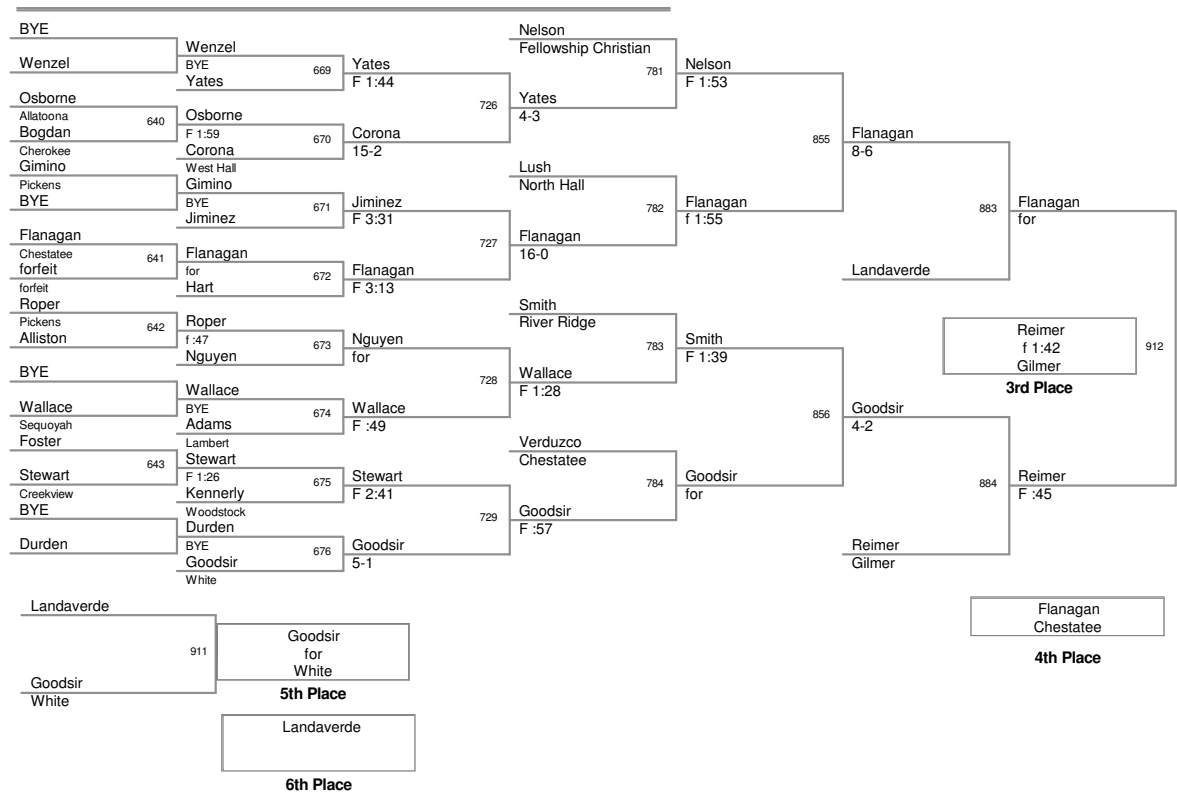 BYE
Wenzel
Osborne
Allatoona
640
Bogdan
Cherokee
Gimino
Pickens
BYE
Flanagan
Chestatee
641
forfeit
forfeit
Roper
Pickens
642
Alliston
BYE
Wallace
Sequoyah
Foster
643
Stewart
Creekview
BYE
Durden
Wenzel
BYE
669
Yates
Osborne
F 1:59
670
Corona
West Hall
Gimino
BYE
671
Jiminez
Flanagan
for
672
Hart
Roper
f :47
673
Nguyen
Wallace
BYE
674
Adams
Lambert
Stewart
F 1:26
675
Kennerly
Woodstock
Durden
BYE
676
Goodsir
White
Yates
F 1:44
726
Corona
15-2
Jiminez
F 3:31
727
Flanagan
F 3:13
Nguyen
for
728
Wallace
F :49
Stewart
F 2:41
729
Goodsir
5-1
Nelson
Fellowship Christian
781
Yates
4-3
Lush
North Hall
782
Flanagan
16-0
Smith
River Ridge
783
Wallace
F 1:28
Verduzco
Chestatee
784
Goodsir
F :57
Nelson
F 1:53
855
Flanagan
f 1:55
Smith
F 1:39
856
Goodsir
for
Flanagan
8-6
883
Landaverde
Goodsir
4-2
884
Reimer
Gilmer
Flanagan
for
912
Reimer
F :45
Reimer
f 1:42
Gilmer
3rd Place
Flanagan
Chestatee
4th Place
Landaverde
911
Goodsir
White
Goodsir
for
White
5th Place
Landaverde
6th Place